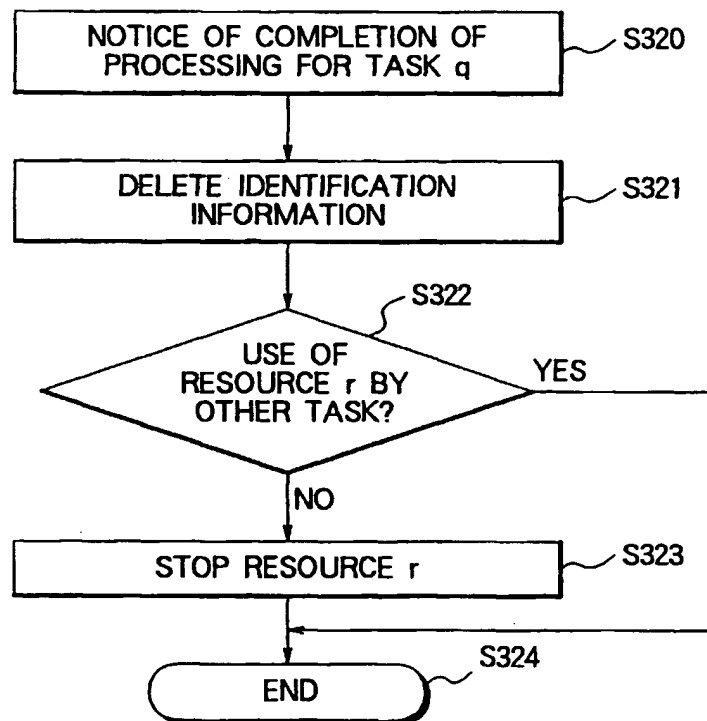 NOTICE OF COMPLETION OF
PROCESSING FOR TASK q
S320
DELETE IDENTIFICATION
INFORMATION
S321
S322
USE OF
RESOURCE r BY
OTHER TASK?
YES
NO
STOP RESOURCE r
S323
S324
END